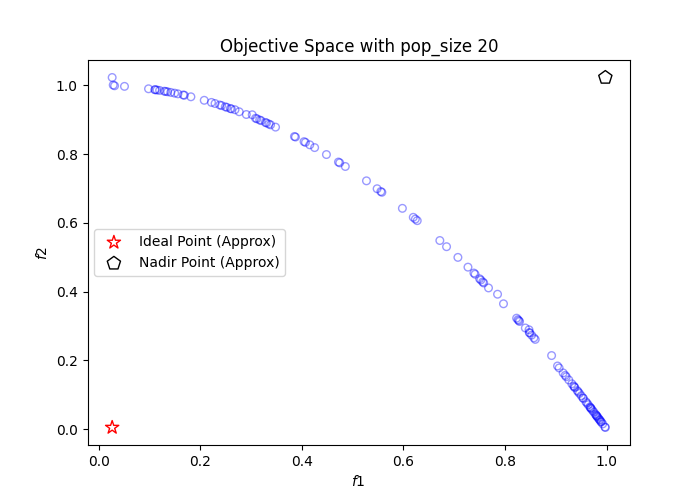 Objective Space with pop_size 20
1.0
0.8
0.6
0.4
0.2
0.0
f2
Ideal Point (Approx)
Nadir Point (Approx)
0.0 0.2 0.4 0.6 0.8 1.0
f1